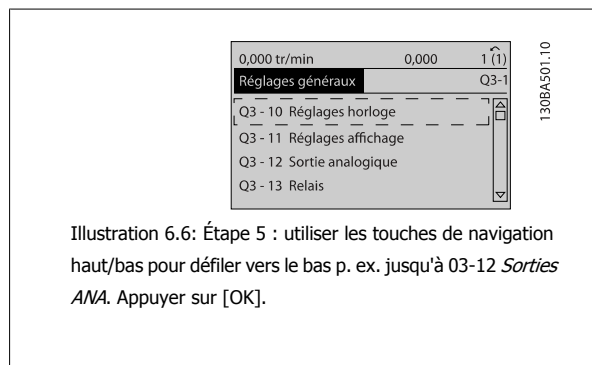 0,000 tr/min 0,000 1 (1)
Réglages généraux Q3-1
Q3 - 10 Réglages horloge
Q3 - 11 Réglages affichage
Q3 - 12 Sortie analogique
Q3 - 13 Relais
130BA501.10
Illustration 6.6: Étape 5 : utiliser les touches de navigation
haut/bas pour défiler vers le bas p. ex. jusqu'à 03-12 Sorties
ANA. Appuyer sur [OK].